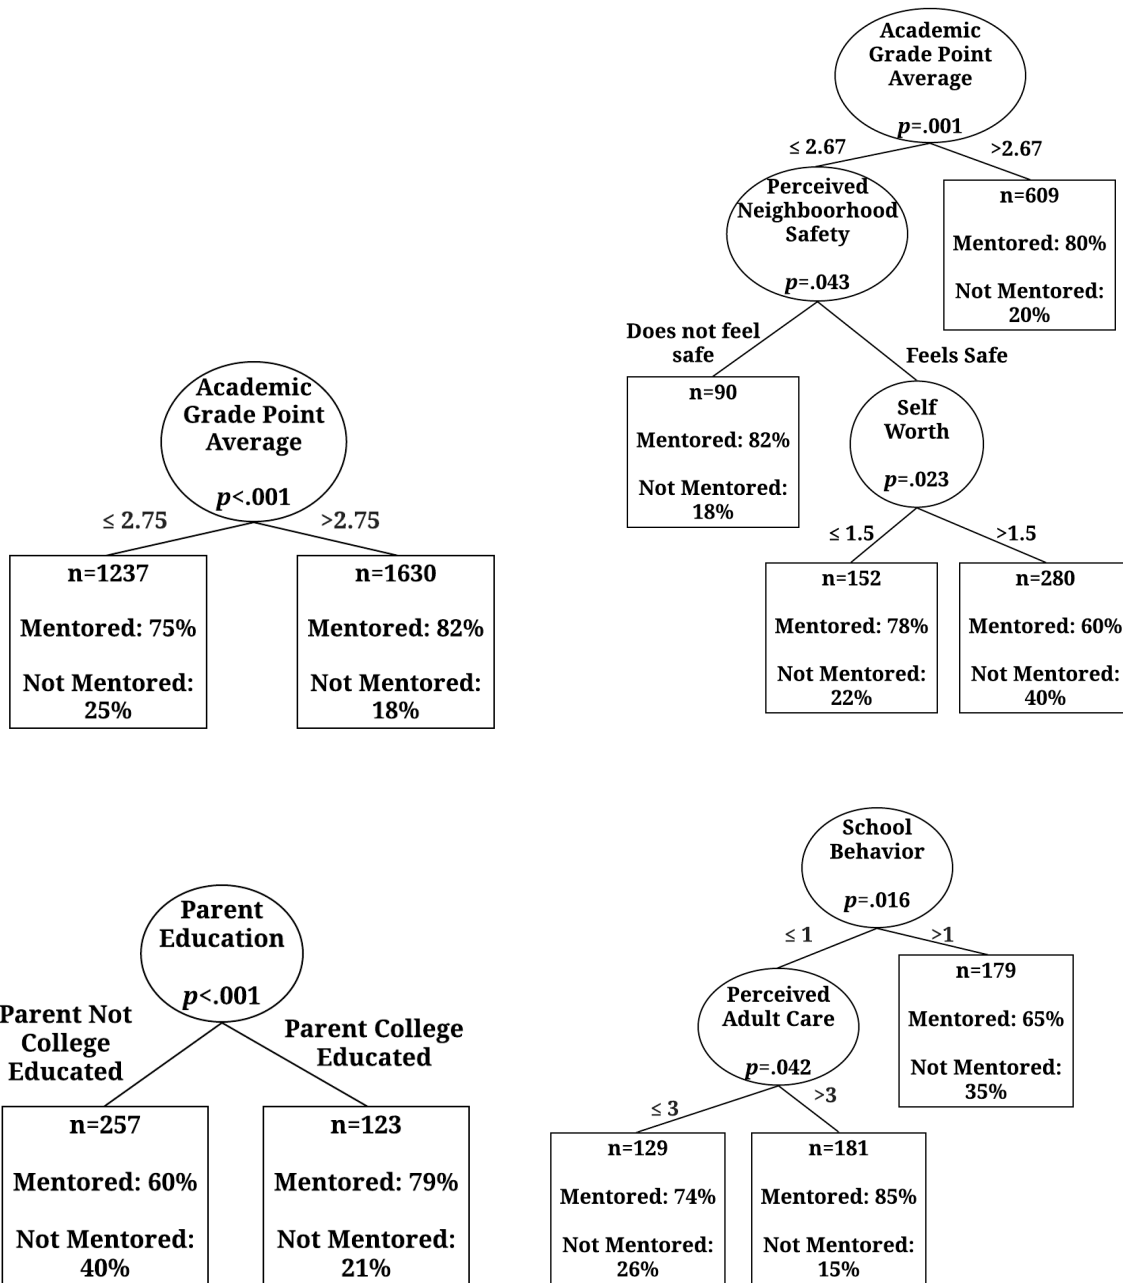 Academic
Grade Point
Average
p<.001
≤ 2.75
>2.75
n=1237
Mentored: 75%
Not Mentored:
25%
n=1630
Mentored: 82%
Not Mentored:
18%
Academic
Grade Point
Average
p=.001
≤ 2.67
>2.67
Perceived
Neighboorhood
Safety
p=.043
n=609
Mentored: 80%
Not Mentored:
20%
Does not feel
safe
Feels Safe
n=90
Mentored: 82%
Not Mentored:
18%
Self
Worth
p=.023
≤ 1.5
>1.5
n=152
Mentored: 78%
Not Mentored:
22%
n=280
Mentored: 60%
Not Mentored:
40%
Parent
Education
p<.001
Parent Not
College
Educated
Parent College
Educated
n=257
Mentored: 60%
Not Mentored:
40%
n=123
Mentored: 79%
Not Mentored:
21%
School
Behavior
p=.016
≤ 1
>1
Perceived
Adult Care
p=.042
n=179
Mentored: 65%
Not Mentored:
35%
≤ 3
>3
n=129
Mentored: 74%
Not Mentored:
26%
n=181
Mentored: 85%
Not Mentored:
15%